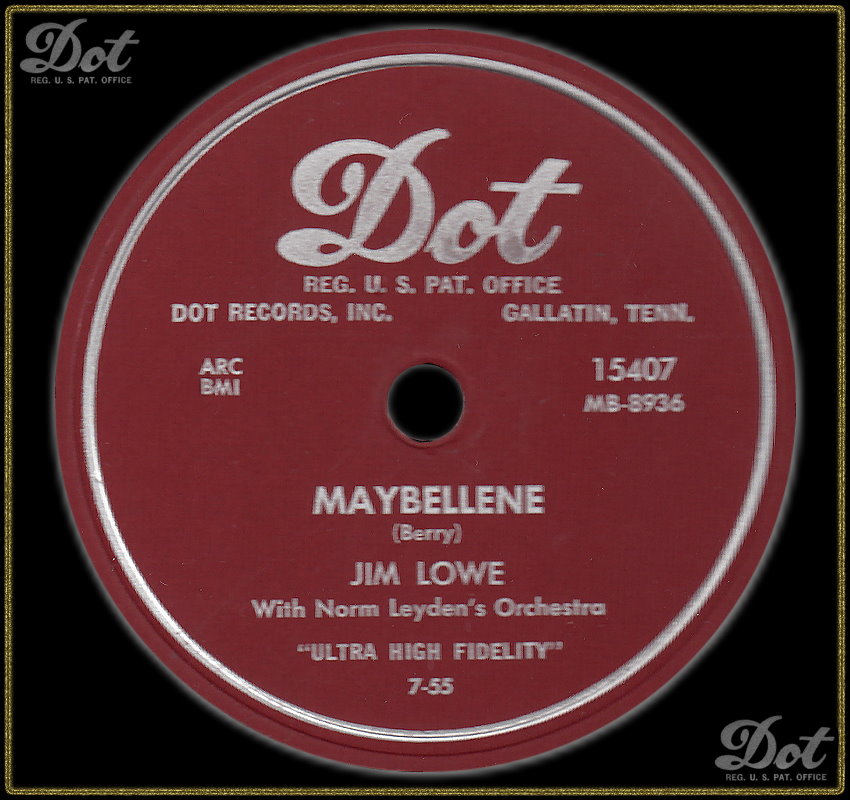 Dot
REG. U. S. PAT. OFFICE
Dot
REG. U. S. PAT. OFFICE
DOT RECORDS, INC. GALLATIN, TENN.
ARC
BMI
15407
MB-8936
MAYBELLENE
(Berry)
JIM LOWE
With Norm Leyden's Orchestra
"ULTRA HIGH FIDELITY"
7-55
Dot
REG. U. S. PAT. OFFICE